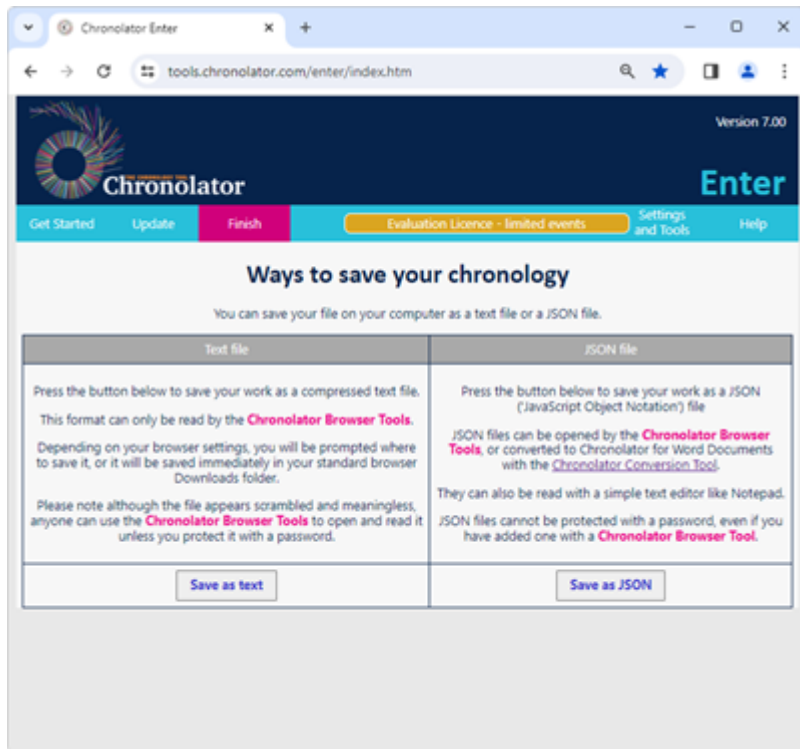 Chronolator Enter
tools.chronolator.com/enter/index.htm
Version 7.00
THE CHRONOLOGY TOOL
Chronolator
Enter
Get Started
Update
Finish
Evaluation Licence - limited events
Settings
and Tools
Help
Ways to save your chronology
You can save your file on your computer as a text file or a JSON file.
Text file
Press the button below to save your work as a compressed text file.
This format can only be read by the Chronolator Browser Tools.
Depending on your browser settings, you will be prompted where
to save it, or it will be saved immediately in your standard browser
Downloads folder.
Please note although the file appears scrambled and meaningless,
anyone can use the Chronolator Browser Tools to open and read it
unless you protect it with a password.
Save as text
JSON file
Press the button below to save your work as a JSON
('JavaScript Object Notation') file
JSON files can be opened by the Chronolator Browser
Tools, or converted to Chronolator for Word Documents
with the Chronolator Conversion Tool.
They can also be read with a simple text editor like Notepad.
JSON files cannot be protected with a password, even if you
have added one with a Chronolator Browser Tool.
Save as JSON